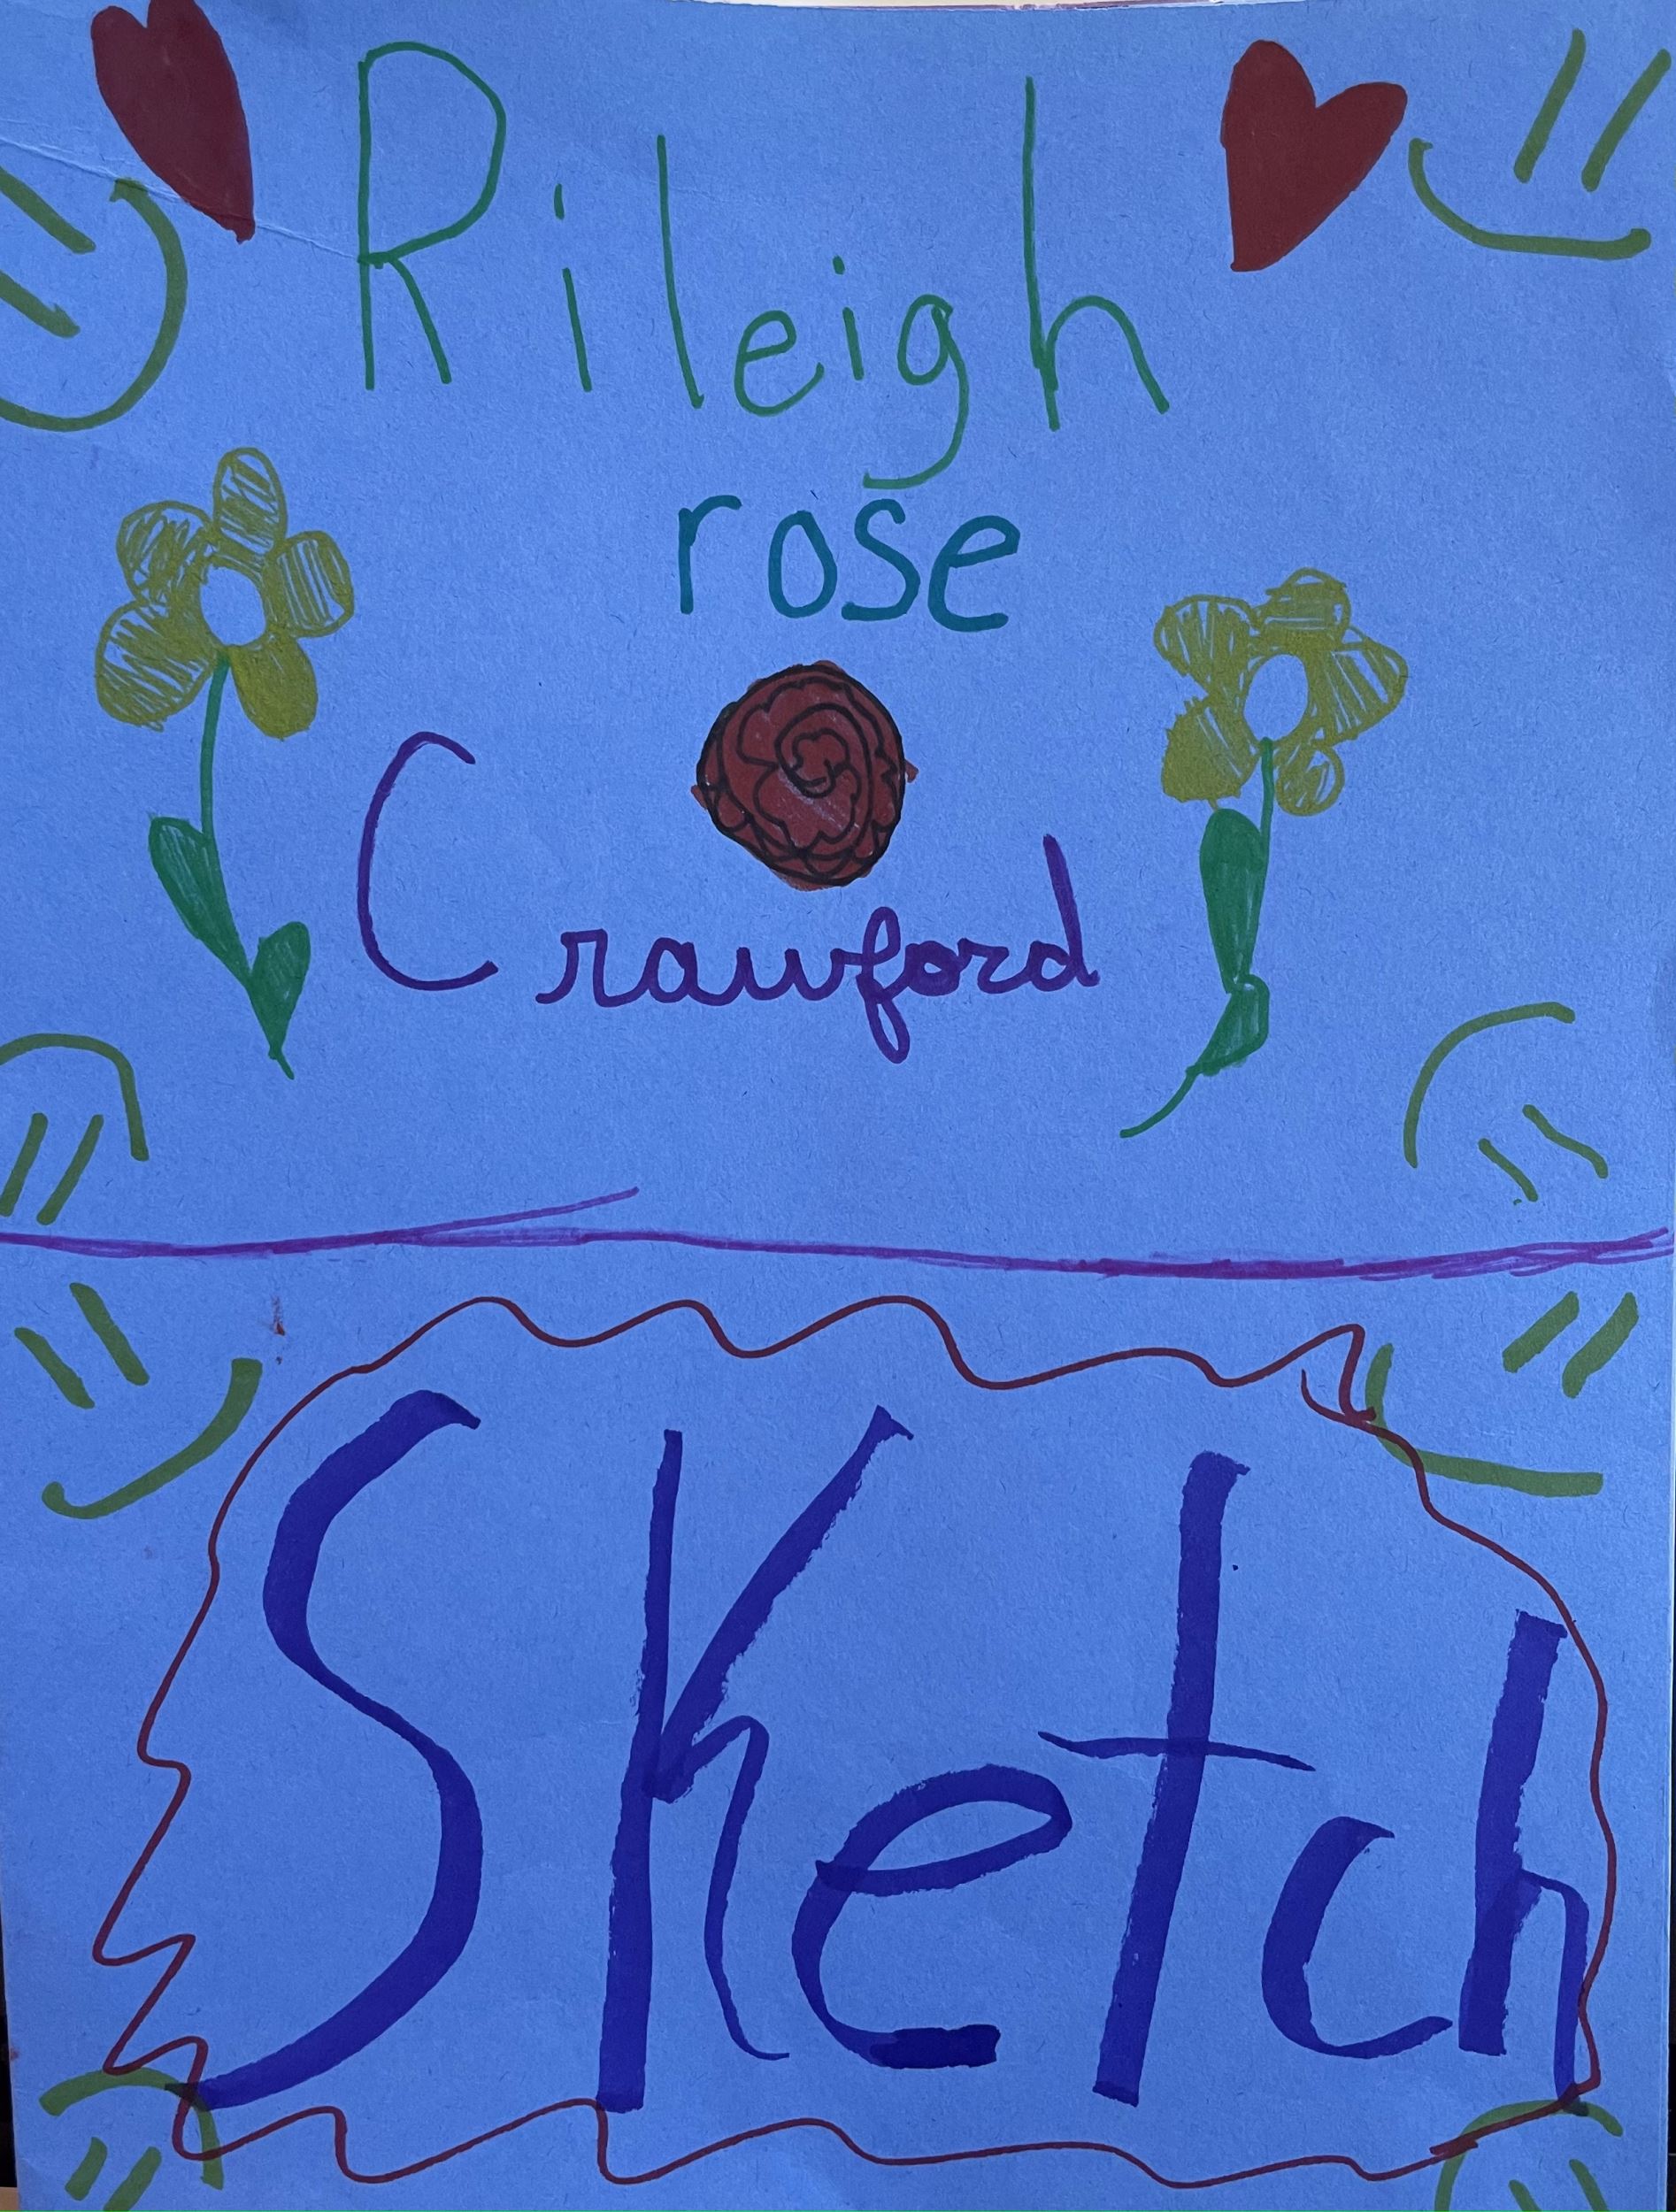 Rileigh
rose
Crawford
Sketch